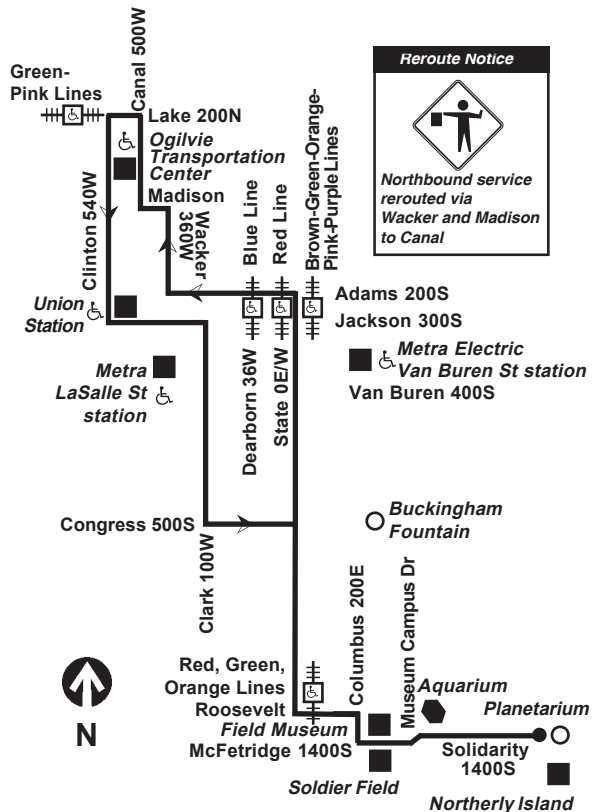 Canal 500W
Green-
Pink Lines
Lake 200N
Ogilvie
Transportation
Center
Madison
Clinton 540W
Wacker
360W
Blue Line
Red Line
Brown-Green-Orange-
Pink-Purple Lines
Reroute Notice
Northbound service
rerouted via
Wacker and Madison
to Canal
Union
Station
Adams 200S
Jackson 300S
Metra
LaSalle St
station
Dearborn 36W
State 0E/W
Metra Electric
Van Buren St station
Van Buren 400S
Congress 500S
Clark 100W
Buckingham
Fountain
Columbus 200E
Museum Campus Dr
N
Red, Green,
Orange Lines
Roosevelt
Field Museum
McFetridge 1400S
Soldier Field
Aquarium
Planetarium
Solidarity
1400S
Northerly Island